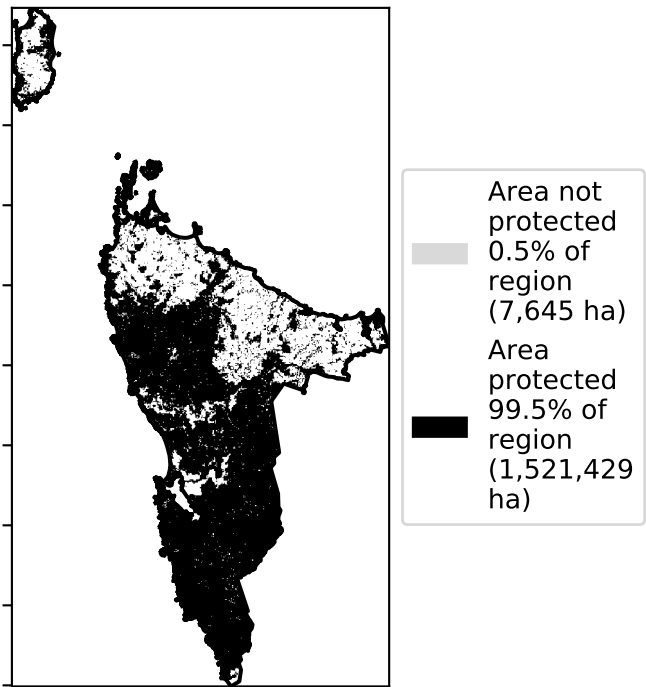 Area not
protected
0.5% of
region
(7,645 ha)
Area
protected
99.5% of
region
(1,521,429
ha)